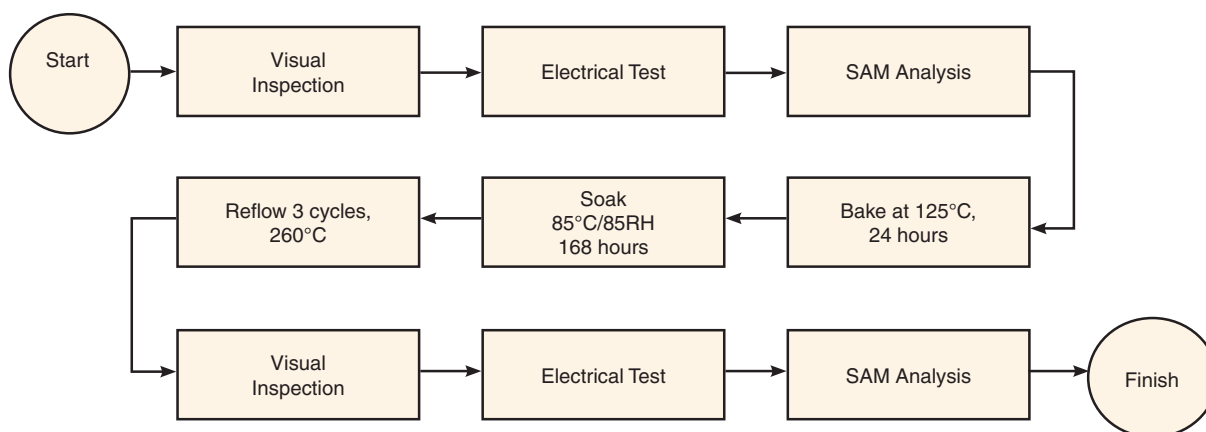 Start
Visual
Inspection
Electrical Test
SAM Analysis
Bake at 125°C,
24 hours
Soak
85°C/85RH
168 hours
Reflow 3 cycles,
260°C
Visual
Inspection
Electrical Test
SAM Analysis
Finish